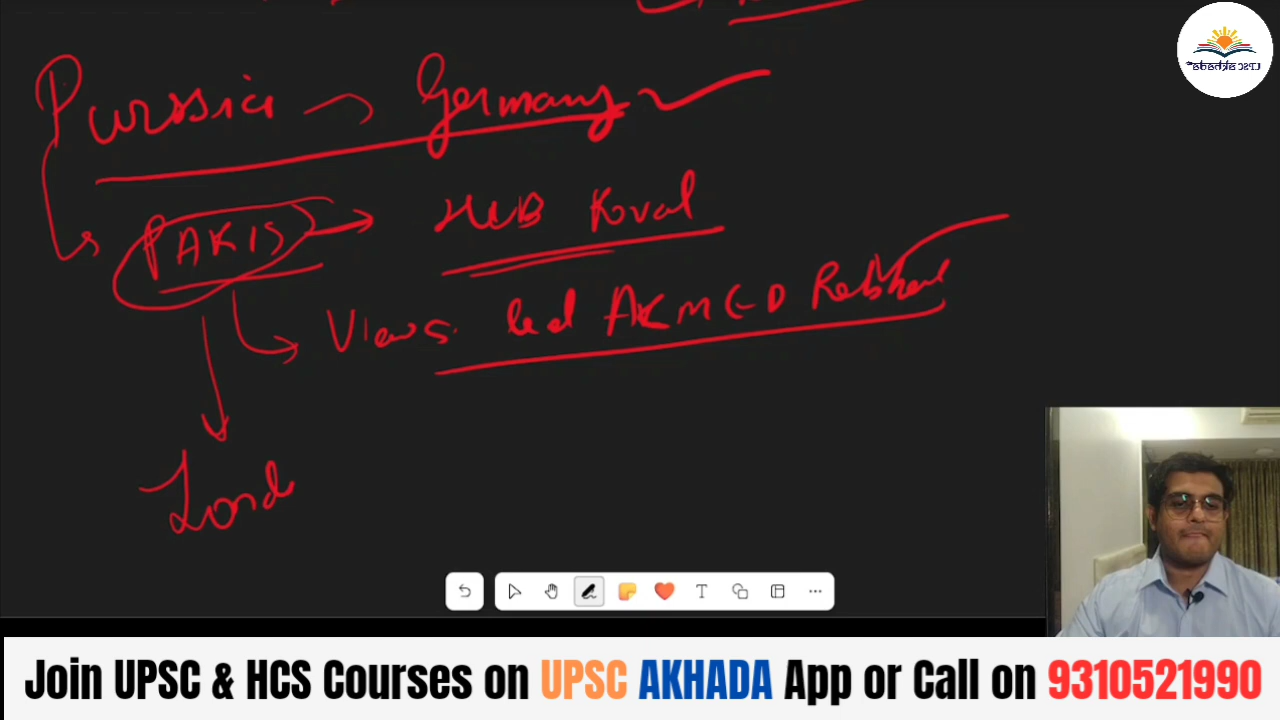 Purssia → Germany
PAKIS → HUB Koval
Views. led AKMED
Lord
Join UPSC & HCS Courses on UPSC AKHADA App or Call on 9310521990